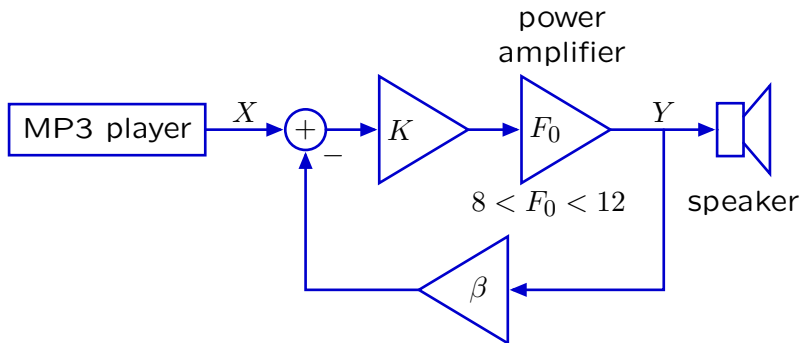 power
amplifier
MP3 player
X
+
−
K
F₀
Y
8 < F₀ < 12
speaker
β